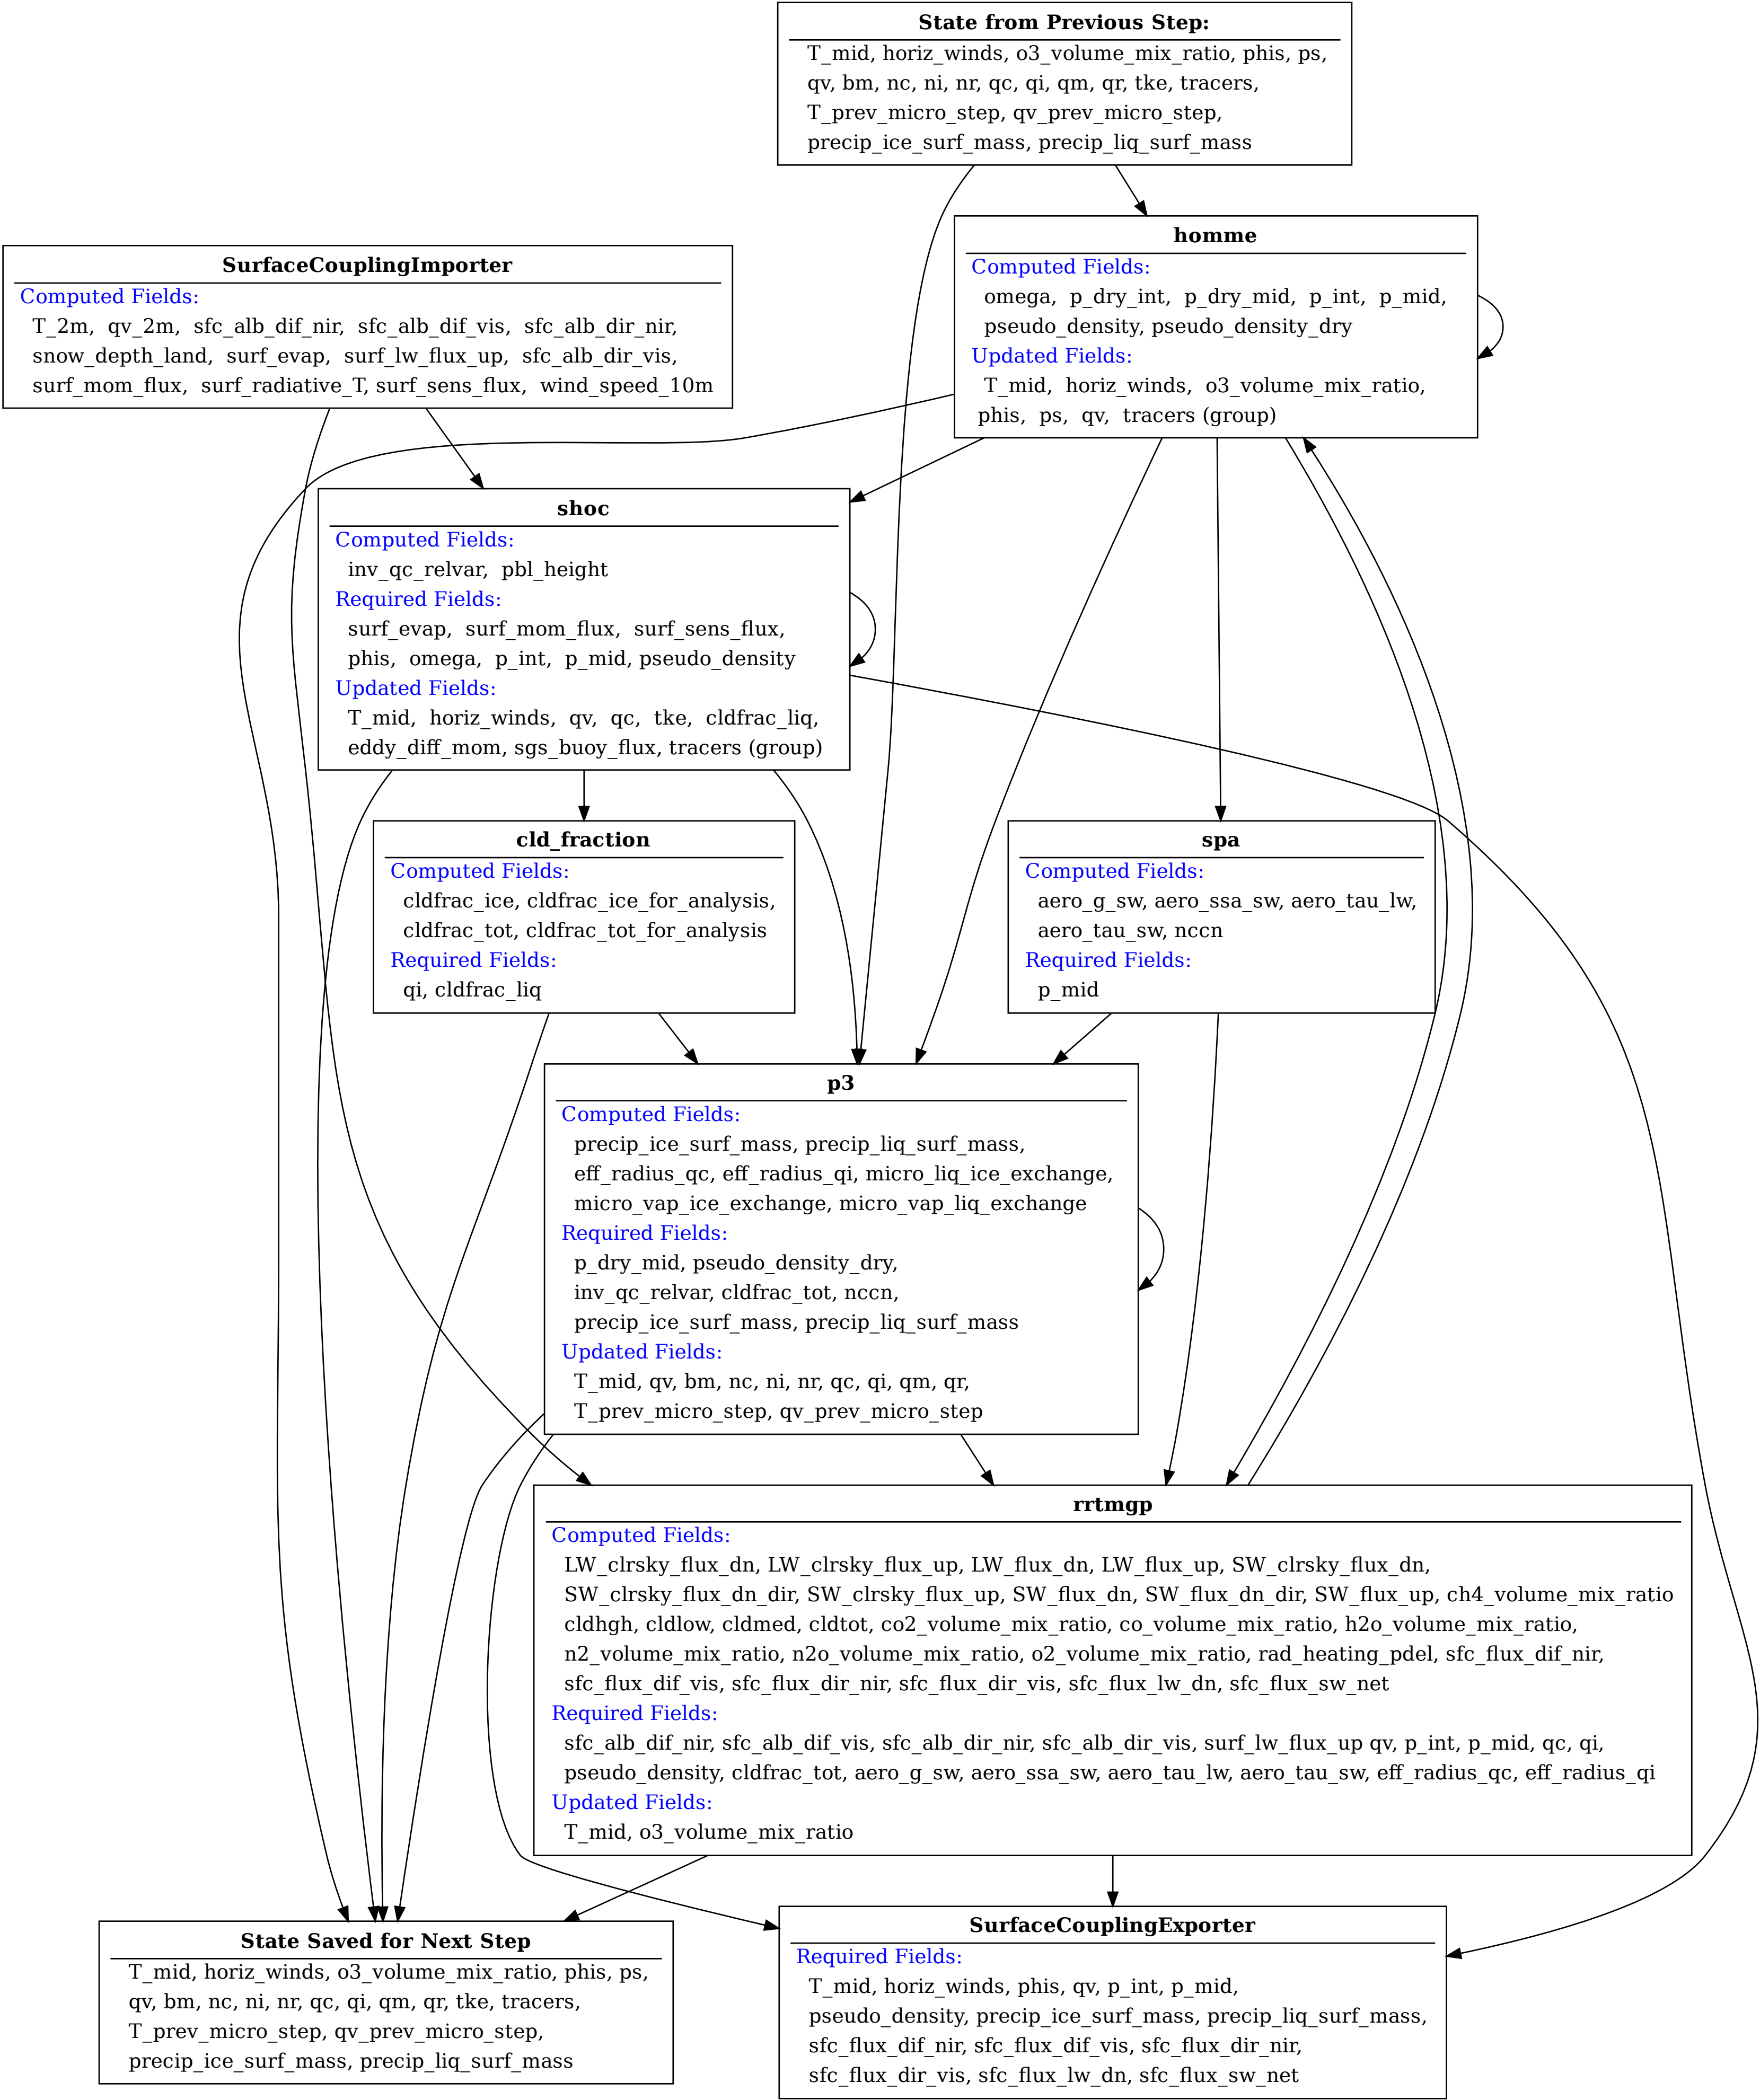 State from Previous Step:
T_mid, horiz_winds, o3_volume_mix_ratio, phis, ps,
qv, bm, nc, ni, nr, qc, qi, qm, qr, tke, tracers,
T_prev_micro_step, qv_prev_micro_step,
precip_ice_surf_mass, precip_liq_surf_mass
homme
Computed Fields:
omega, p_dry_int, p_dry_mid, p_int, p_mid,
pseudo_density, pseudo_density_dry
Updated Fields:
T_mid, horiz_winds, o3_volume_mix_ratio,
phis, ps, qv, tracers (group)
SurfaceCouplingImporter
Computed Fields:
T_2m, qv_2m, sfc_alb_dif_nir, sfc_alb_dif_vis, sfc_alb_dir_nir,
snow_depth_land, surf_evap, surf_lw_flux_up, sfc_alb_dir_vis,
surf_mom_flux, surf_radiative_T, surf_sens_flux, wind_speed_10m
shoc
Computed Fields:
inv_qc_relvar, pbl_height
Required Fields:
surf_evap, surf_mom_flux, surf_sens_flux,
phis, omega, p_int, p_mid, pseudo_density
Updated Fields:
T_mid, horiz_winds, qv, qc, tke, cldfrac_liq,
eddy_diff_mom, sgs_buoy_flux, tracers (group)
cld_fraction
Computed Fields:
cldfrac_ice, cldfrac_ice_for_analysis,
cldfrac_tot, cldfrac_tot_for_analysis
Required Fields:
qi, cldfrac_liq
spa
Computed Fields:
aero_g_sw, aero_ssa_sw, aero_tau_lw,
aero_tau_sw, nccn
Required Fields:
p_mid
p3
Computed Fields:
precip_ice_surf_mass, precip_liq_surf_mass,
eff_radius_qc, eff_radius_qi, micro_liq_ice_exchange,
micro_vap_ice_exchange, micro_vap_liq_exchange
Required Fields:
p_dry_mid, pseudo_density_dry,
inv_qc_relvar, cldfrac_tot, nccn,
precip_ice_surf_mass, precip_liq_surf_mass
Updated Fields:
T_mid, qv, bm, nc, ni, nr, qc, qi, qm, qr,
T_prev_micro_step, qv_prev_micro_step
rrtmgp
Computed Fields:
LW_clrsky_flux_dn, LW_clrsky_flux_up, LW_flux_dn, LW_flux_up, SW_clrsky_flux_dn,
SW_clrsky_flux_dn_dir, SW_clrsky_flux_up, SW_flux_dn, SW_flux_dn_dir, SW_flux_up, ch4_volume_mix_ratio
cldhgh, cldlow, cldmed, cldtot, co2_volume_mix_ratio, co_volume_mix_ratio, h2o_volume_mix_ratio,
n2_volume_mix_ratio, n2o_volume_mix_ratio, o2_volume_mix_ratio, rad_heating_pdel, sfc_flux_dif_nir,
sfc_flux_dif_vis, sfc_flux_dir_nir, sfc_flux_dir_vis, sfc_flux_lw_dn, sfc_flux_sw_net
Required Fields:
sfc_alb_dif_nir, sfc_alb_dif_vis, sfc_alb_dir_nir, sfc_alb_dir_vis, surf_lw_flux_up qv, p_int, p_mid, qc, qi,
pseudo_density, cldfrac_tot, aero_g_sw, aero_ssa_sw, aero_tau_lw, aero_tau_sw, eff_radius_qc, eff_radius_qi
Updated Fields:
T_mid, o3_volume_mix_ratio
State Saved for Next Step
T_mid, horiz_winds, o3_volume_mix_ratio, phis, ps,
qv, bm, nc, ni, nr, qc, qi, qm, qr, tke, tracers,
T_prev_micro_step, qv_prev_micro_step,
precip_ice_surf_mass, precip_liq_surf_mass
SurfaceCouplingExporter
Required Fields:
T_mid, horiz_winds, phis, qv, p_int, p_mid,
pseudo_density, precip_ice_surf_mass, precip_liq_surf_mass,
sfc_flux_dif_nir, sfc_flux_dif_vis, sfc_flux_dir_nir,
sfc_flux_dir_vis, sfc_flux_lw_dn, sfc_flux_sw_net